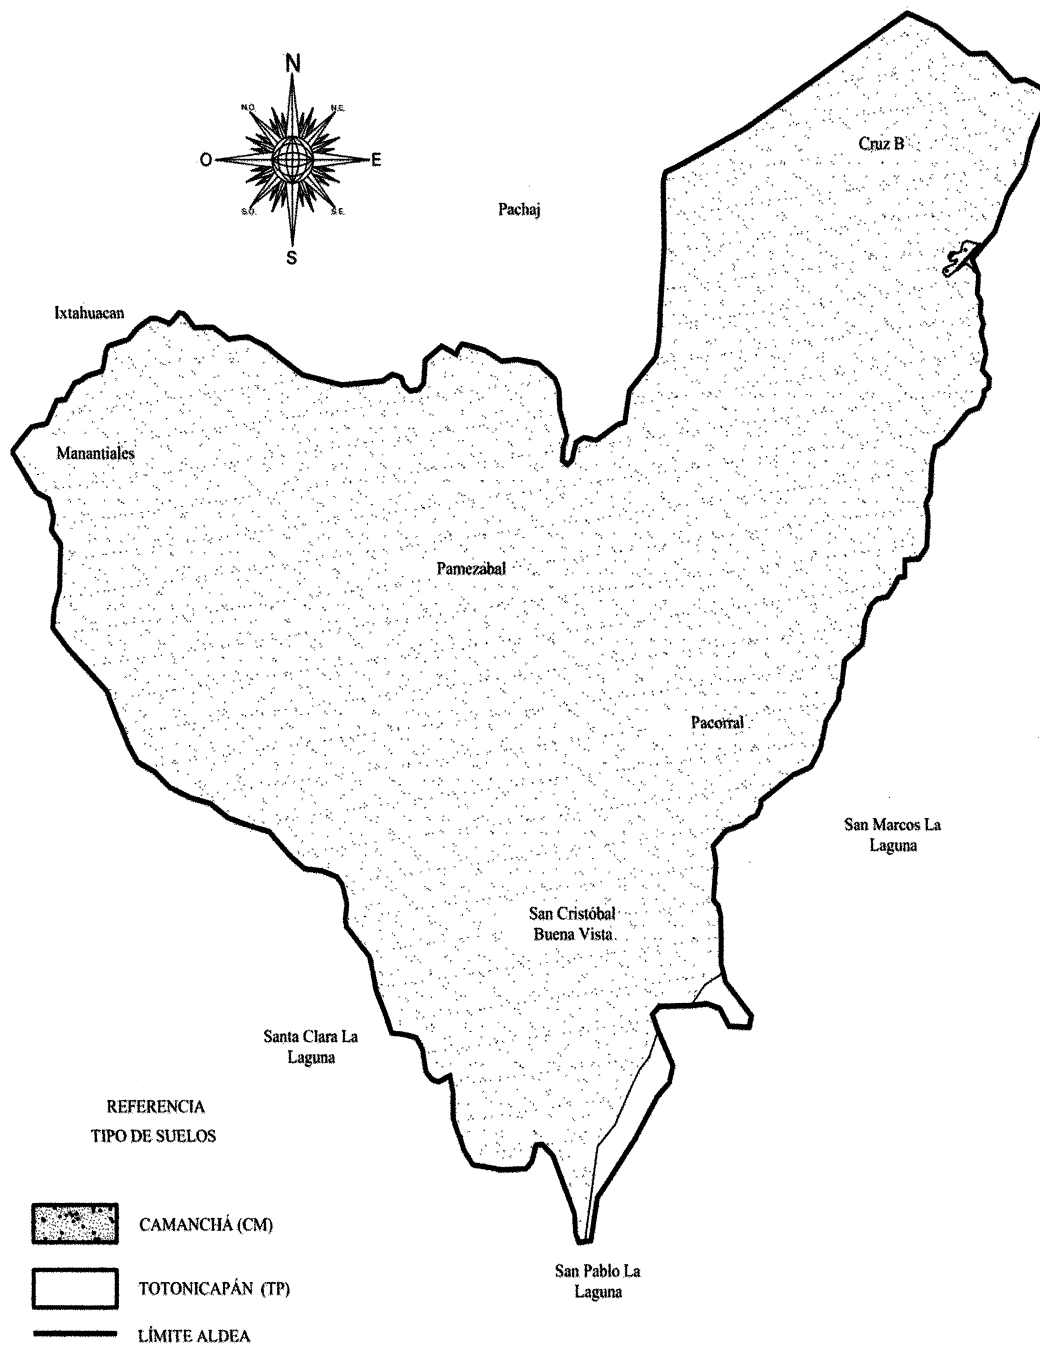 N
N.O.
N.E.
O
E
S.O.
S.E.
S
Cruz B
Pachaj
Ixtahuacan
Manantiales
Pamezabal
Pacorral
San Marcos La
Laguna
San Cristóbal
Buena Vista
Santa Clara La
Laguna
REFERENCIA
TIPO DE SUELOS
CAMANCHÁ (CM)
TOTONICAPÁN (TP)
LÍMITE ALDEA
San Pablo La
Laguna